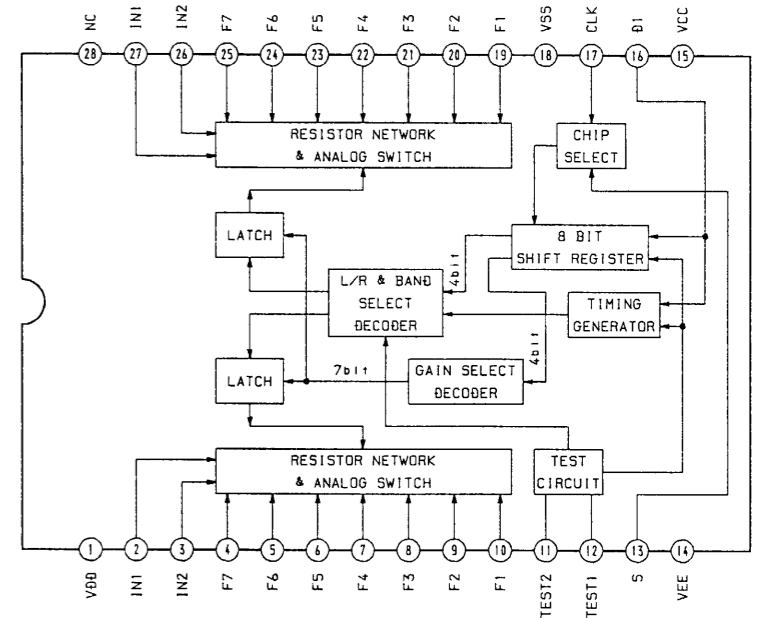 NC IN1 IN2 F7 F6 F5 F4 F3 F2 F1 VSS CLK DI VCC
28 27 26 25 24 23 22 21 20 19 18 17 16 15
RESISTOR NETWORK
& ANALOG SWITCH
CHIP
SELECT
LATCH
8 BIT
SHIFT REGISTER
4bit
L/R & BAND
SELECT
DECODER
TIMING
GENERATOR
4bit
LATCH
7bit
GAIN SELECT
DECODER
RESISTOR NETWORK
& ANALOG SWITCH
TEST
CIRCUIT
1 2 3 4 5 6 7 8 9 10 11 12 13 14
VDD IN1 IN2 F7 F6 F5 F4 F3 F2 F1 TEST2 TEST1 S VEE